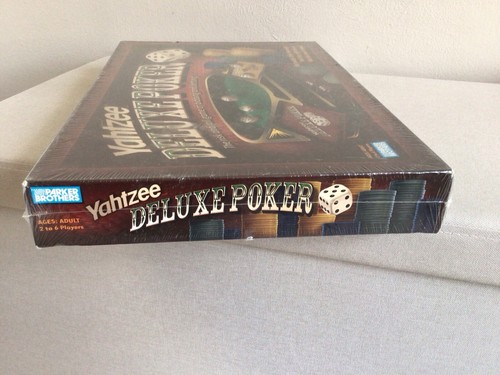 Yahtzee
DELUXE POKER
PARKER
BROTHERS
Yahtzee
DELUXE POKER
AGES: ADULT
2 to 6 Players